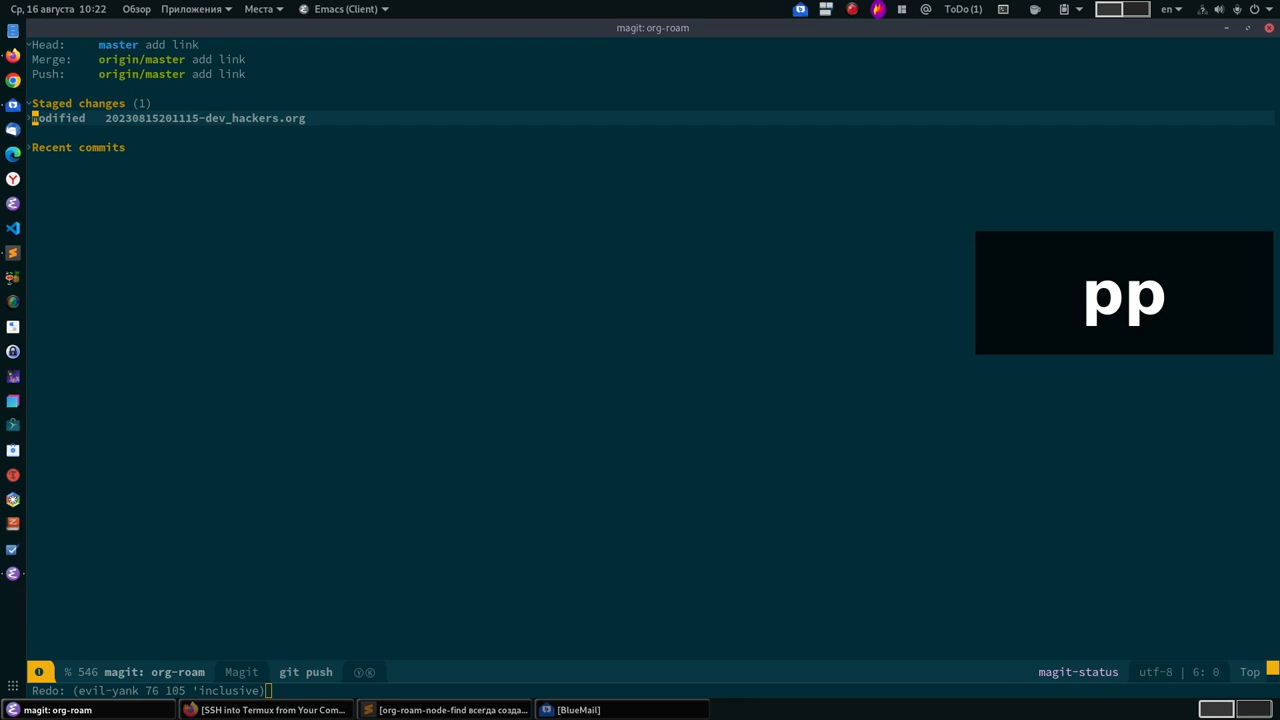 Ср, 16 августа 10:22 Обзор Приложения Места Emacs (Client) ToDo (1) en
magit: org-roam
Head: master add link
Merge: origin/master add link
Push: origin/master add link
Staged changes (1)
modified 20230815201115-dev_hackers.org
Recent commits
pp
% 546 magit: org-roam Magit git push magit-status utf-8 | 6: 0 Top
Redo: (evil-yank 76 105 'inclusive)
magit: org-roam [SSH into Termux from Your Com... [org-roam-node-find всегда созда... [BlueMail]